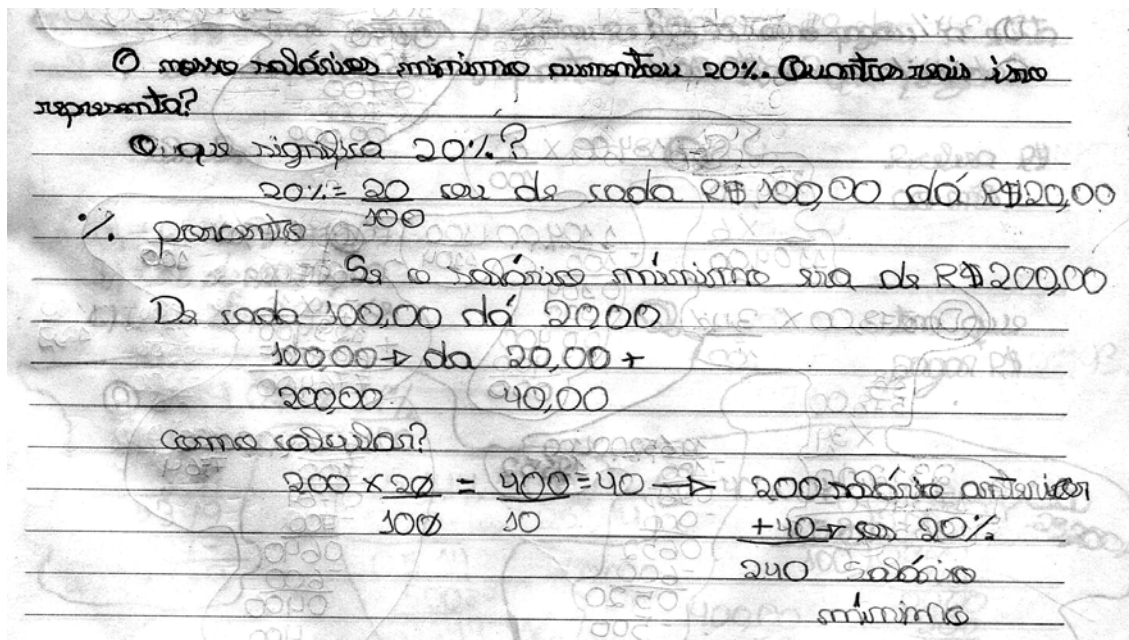 O nosso salários mínimo aumentou 20%. Quantos reais isso
representa?
O que significa 20%?
20% = 20 ou de cada R$ 100,00 dá R$ 20,00
100
% porcento
Se o salário mínimo era de R$ 200,00
De cada 100,00 dá 20,00
100,00 → da 20,00 +
200,00 40,00
como calcular?
200 x 20 = 400 = 40 → 200 salário anterior
100 10 +40 → os 20%
240 Salário
mínimo